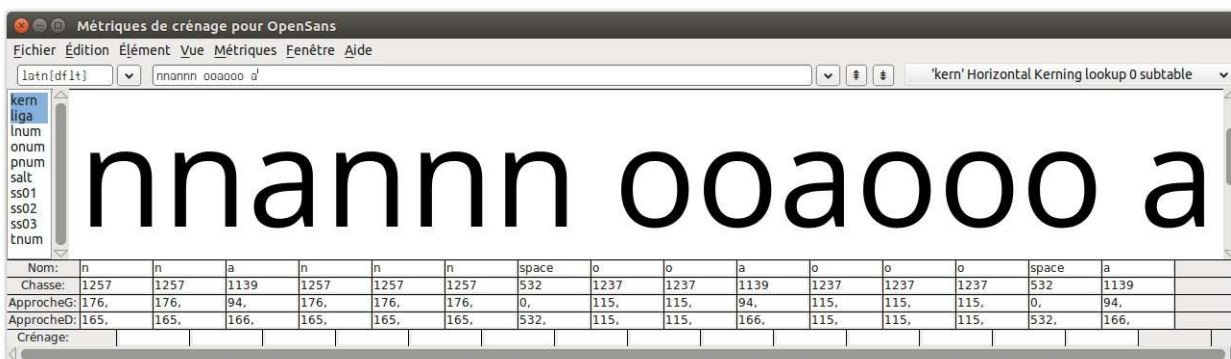 Métriques de crénage pour OpenSans
Fichier Édition Élément Vue Métriques Fenêtre Aide
latn{dflt} nnannn ooaooo a' 'kern' Horizontal Kerning lookup 0 subtable
kern
liga
lnum
onum
pnum
salt
ss01
ss02
ss03
tnum
nnannn ooaooo a
Nom: n n a n n n space o o a o o o space a
Chasse: 1257 1257 1139 1257 1257 1257 532 1237 1237 1139 1237 1237 1237 532 1139
ApprocheG: 176, 176, 94, 176, 176, 176, 0, 115, 115, 94, 115, 115, 115, 0, 94,
ApprocheD: 165, 165, 166, 165, 165, 165, 532, 115, 115, 166, 115, 115, 115, 532, 166,
Crénage: